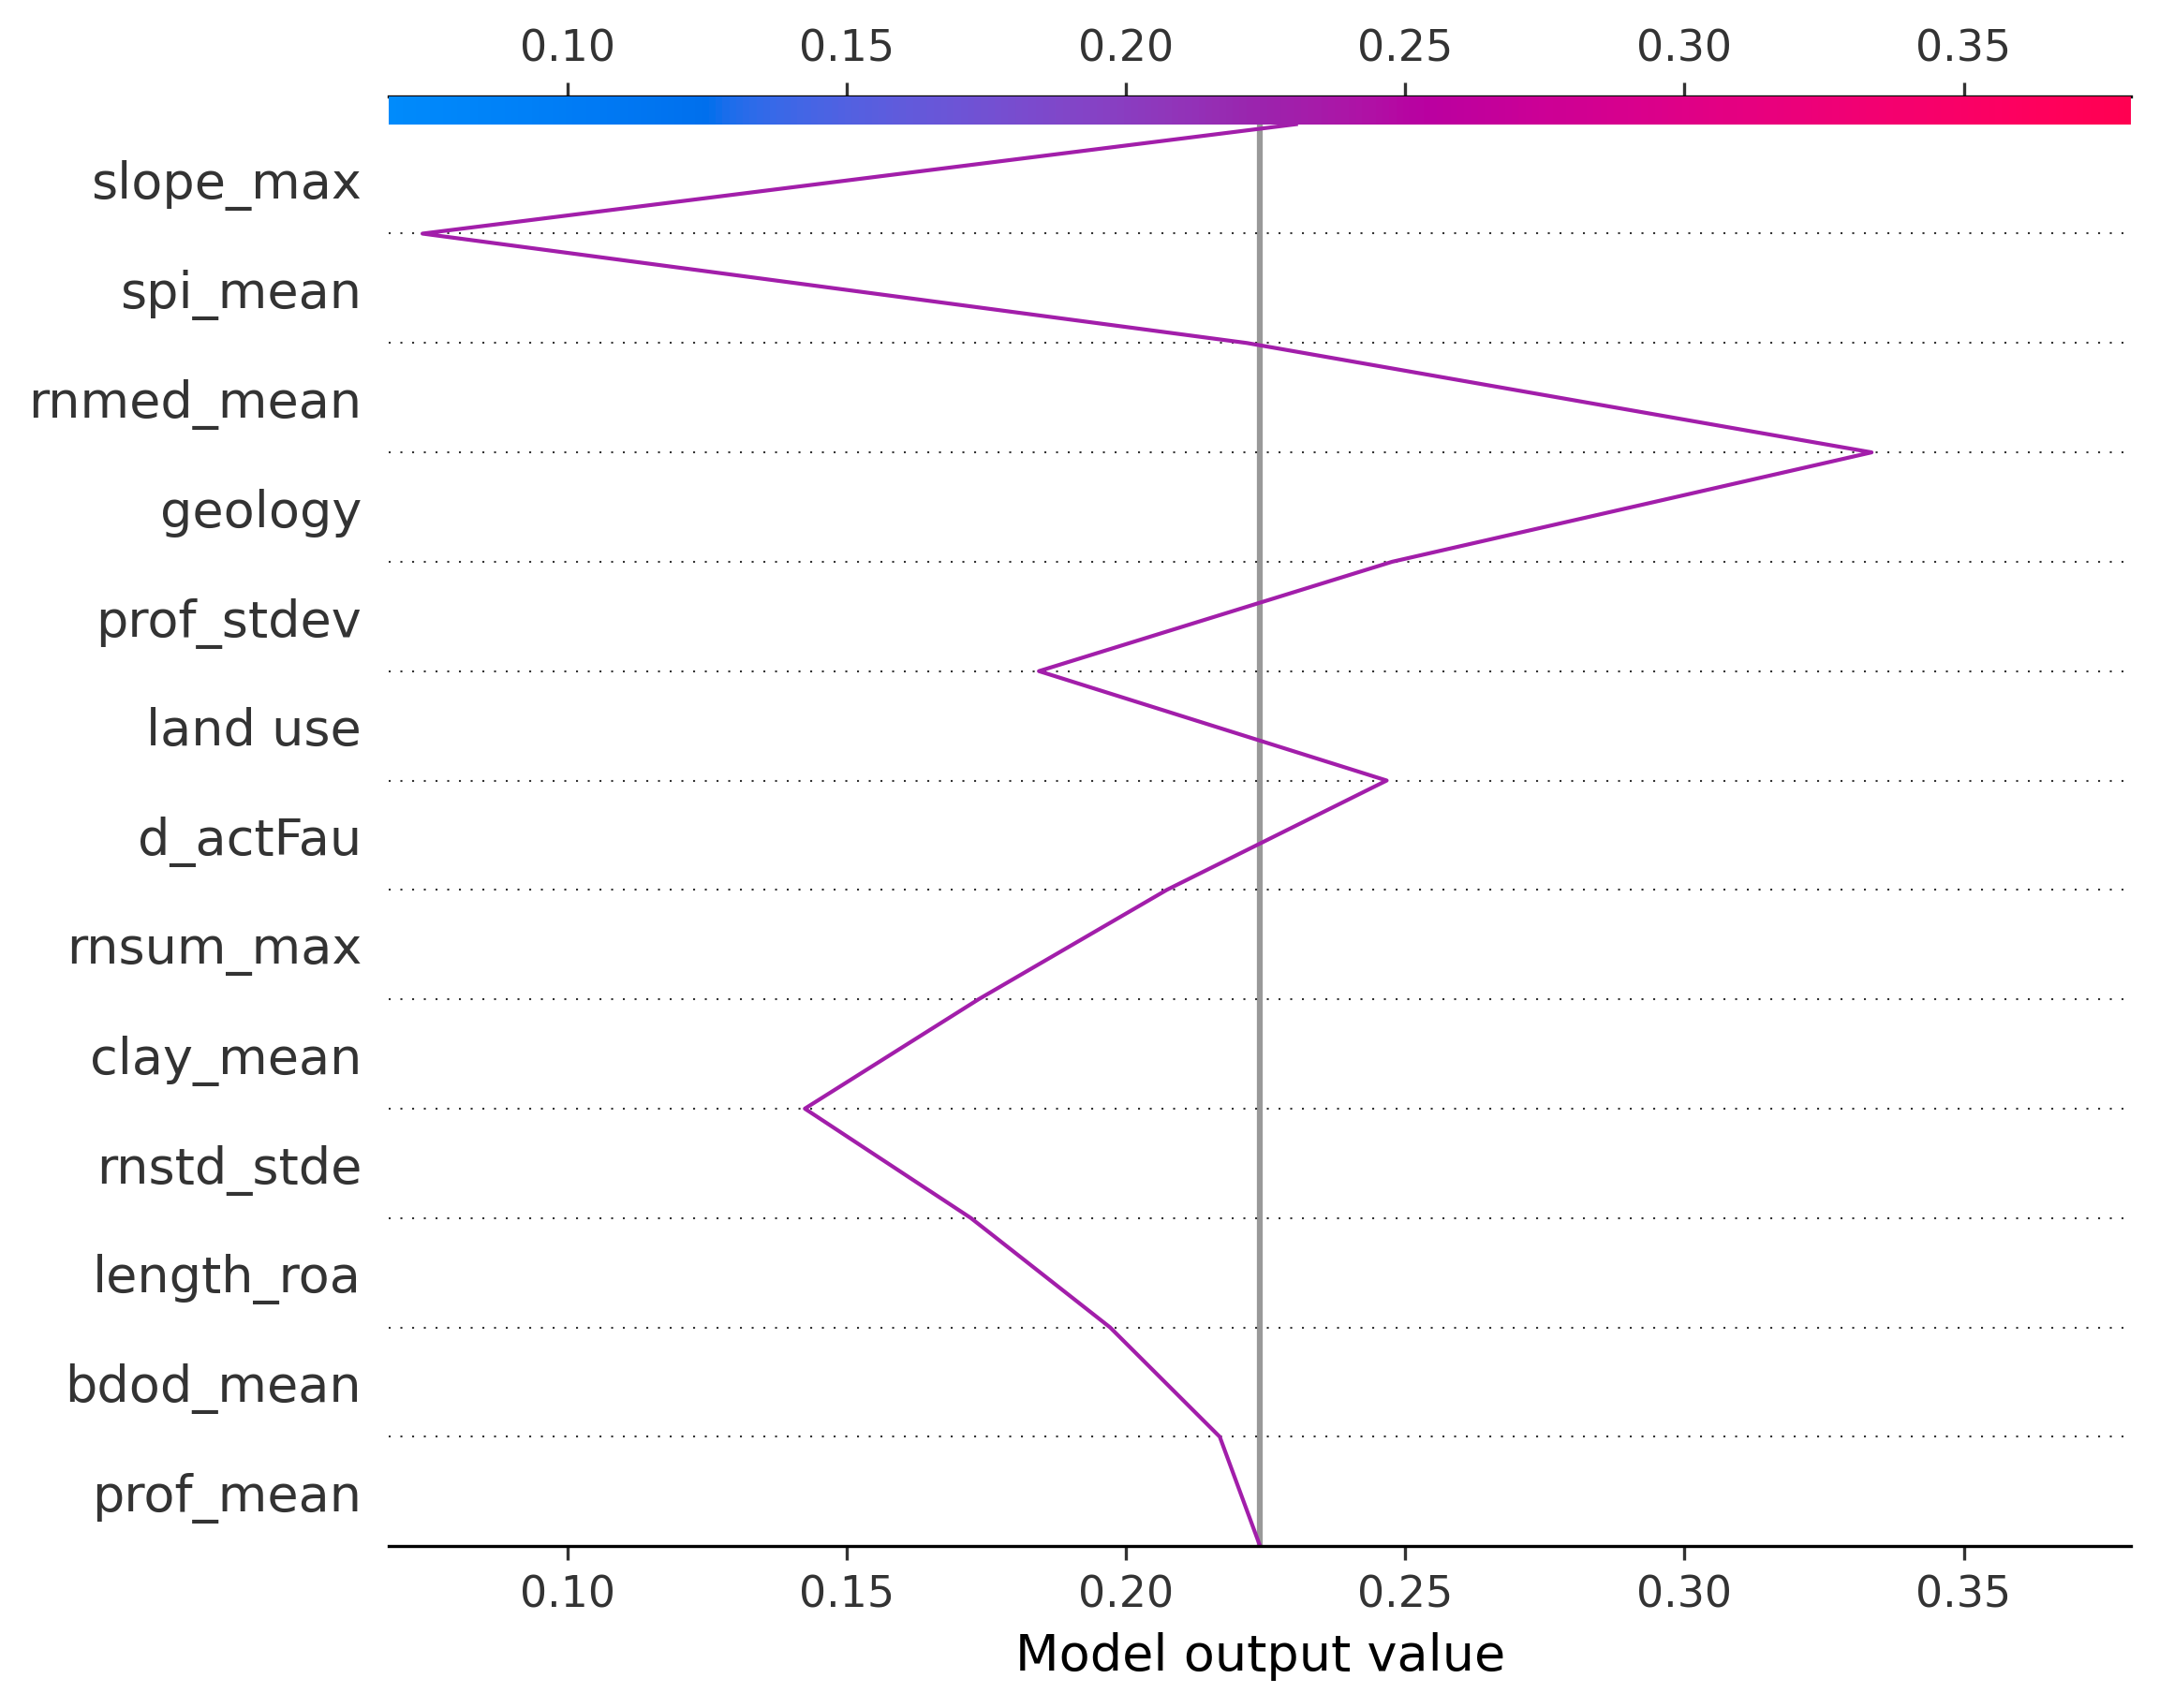 0.10 0.15 0.20 0.25 0.30 0.35
slope_max
spi_mean
rnmed_mean
geology
prof_stdev
land use
d_actFau
rnsum_max
clay_mean
rnstd_stde
length_roa
bdod_mean
prof_mean
0.10 0.15 0.20 0.25 0.30 0.35
Model output value